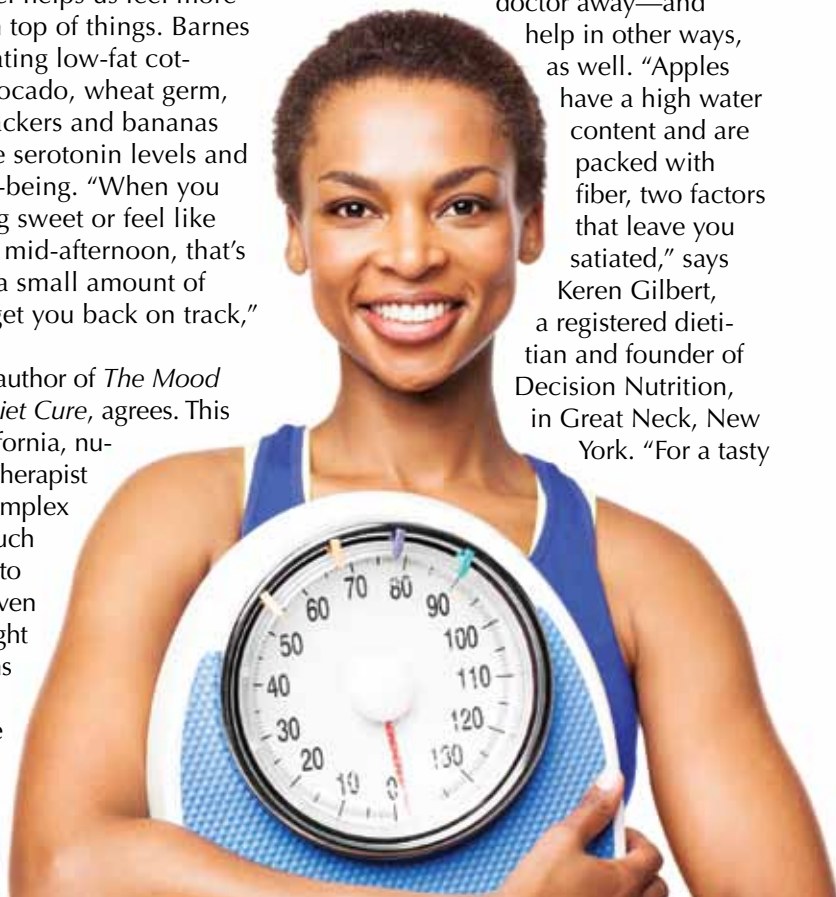 helps us feel more
top of things. Barnes
ating low-fat cot-
ocado, wheat germ,
ackers and bananas
e serotonin levels and
-being. “When you
g sweet or feel like
mid-afternoon, that’s
a small amount of
get you back on track,”
author of The Mood
iet Cure, agrees. This
fornia, nu-
herapist
mplex
uch
to
ven
ght
e
doctor away—and
help in other ways,
as well. “Apples
have a high water
content and are
packed with
fiber, two factors
that leave you
satiated,” says
Keren Gilbert,
a registered dieti-
tian and founder of
Decision Nutrition,
in Great Neck, New
York. “For a tasty
0
10
20
30
40
50
60
70
80
90
100
110
120
130